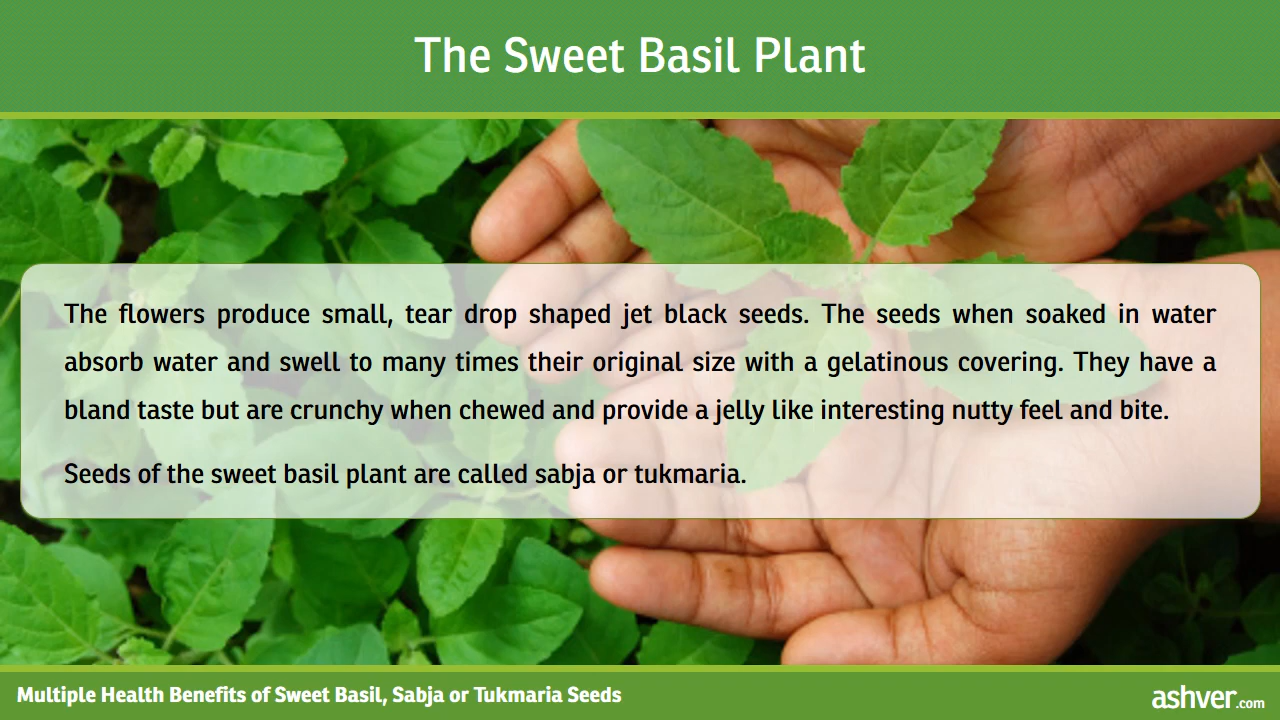 The Sweet Basil Plant
The flowers produce small, tear drop shaped jet black seeds. The seeds when soaked in water
absorb water and swell to many times their original size with a gelatinous covering. They have a
bland taste but are crunchy when chewed and provide a jelly like interesting nutty feel and bite.
Seeds of the sweet basil plant are called sabja or tukmaria.
Multiple Health Benefits of Sweet Basil, Sabja or Tukmaria Seeds
ashver.com